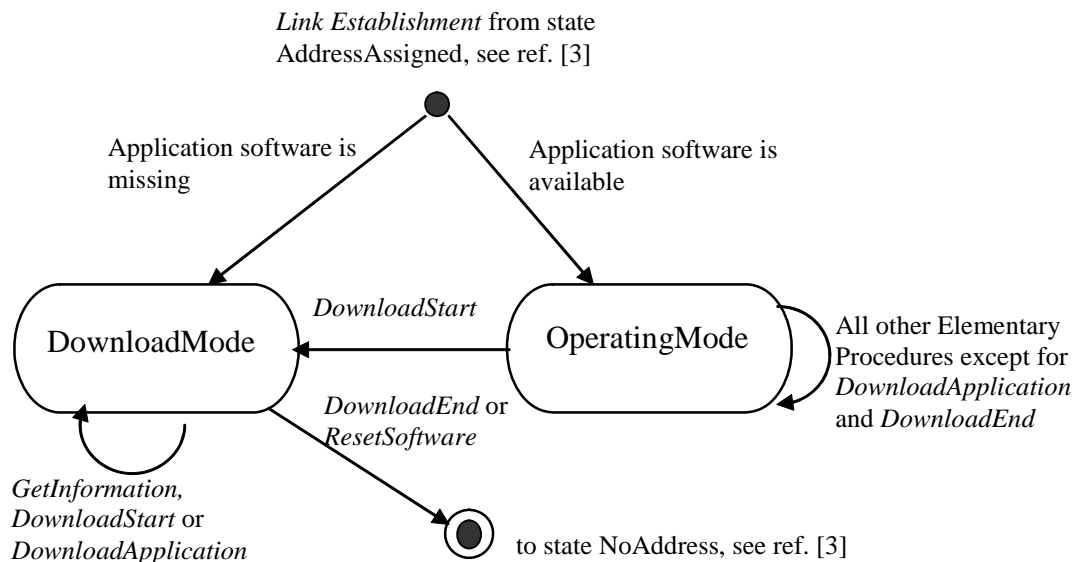 Link Establishment from state
AddressAssigned, see ref. [3]
Application software is
missing
Application software is
available
DownloadMode
DownloadStart
OperatingMode
All other Elementary
Procedures except for
DownloadApplication
and DownloadEnd
DownloadEnd or
ResetSoftware
GetInformation,
DownloadStart or
DownloadApplication
to state NoAddress, see ref. [3]